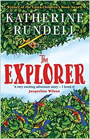 Winner of the Costa Children's Book Award
KATHERINE
RUNDELL
The
EXPLORER
'A very exciting adventure story – I loved it'
Jacqueline Wilson